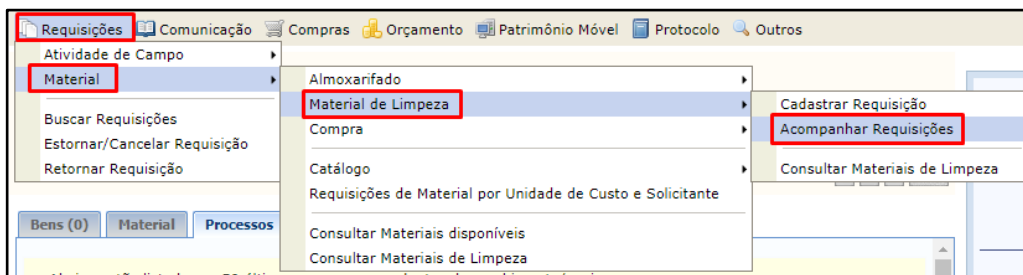 Requisições Comunicação Compras Orçamento Patrimônio Móvel Protocolo Outros
Atividade de Campo
Material
Buscar Requisições
Estornar/Cancelar Requisição
Retornar Requisição
Almoxarifado
Material de Limpeza
Compra
Catálogo
Requisições de Material por Unidade de Custo e Solicitante
Consultar Materiais disponíveis
Consultar Materiais de Limpeza
Cadastrar Requisição
Acompanhar Requisições
Consultar Materiais de Limpeza
Bens (0) Material Processos